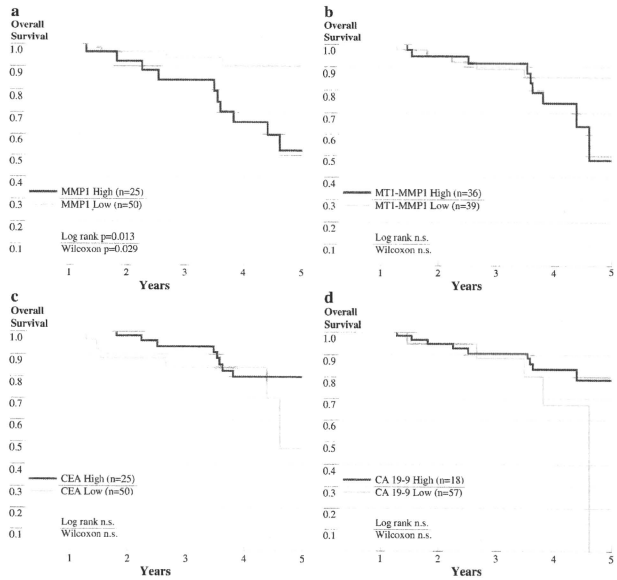 a
Overall
Survival
1.0
0.9
0.8
0.7
0.6
0.5
0.4
0.3
0.2
0.1
MMP1 High (n=25)
MMP1 Low (n=50)
Log rank p=0.013
Wilcoxon p=0.029
1 2 3 4 5
Years
b
Overall
Survival
1.0
0.9
0.8
0.7
0.6
0.5
0.4
0.3
0.2
0.1
MT1-MMP1 High (n=36)
MT1-MMP1 Low (n=39)
Log rank n.s.
Wilcoxon n.s.
1 2 3 4 5
Years
c
Overall
Survival
1.0
0.9
0.8
0.7
0.6
0.5
0.4
0.3
0.2
0.1
CEA High (n=25)
CEA Low (n=50)
Log rank n.s.
Wilcoxon n.s.
1 2 3 4 5
Years
d
Overall
Survival
1.0
0.9
0.8
0.7
0.6
0.5
0.4
0.3
0.2
0.1
CA 19-9 High (n=18)
CA 19-9 Low (n=57)
Log rank n.s.
Wilcoxon n.s.
1 2 3 4 5
Years